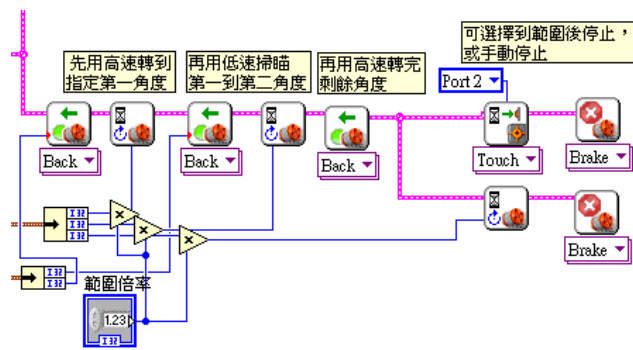 先用高速轉到
指定第一角度
再用低速掃瞄
第一到第二角度
再用高速轉完
剩餘角度
可選擇到範圍後停止，
或手動停止
Port 2
Back
Back
Back
Touch
Brake
Brake
I32
I32
I32
I32
I32
範圍倍率
1.23
I32